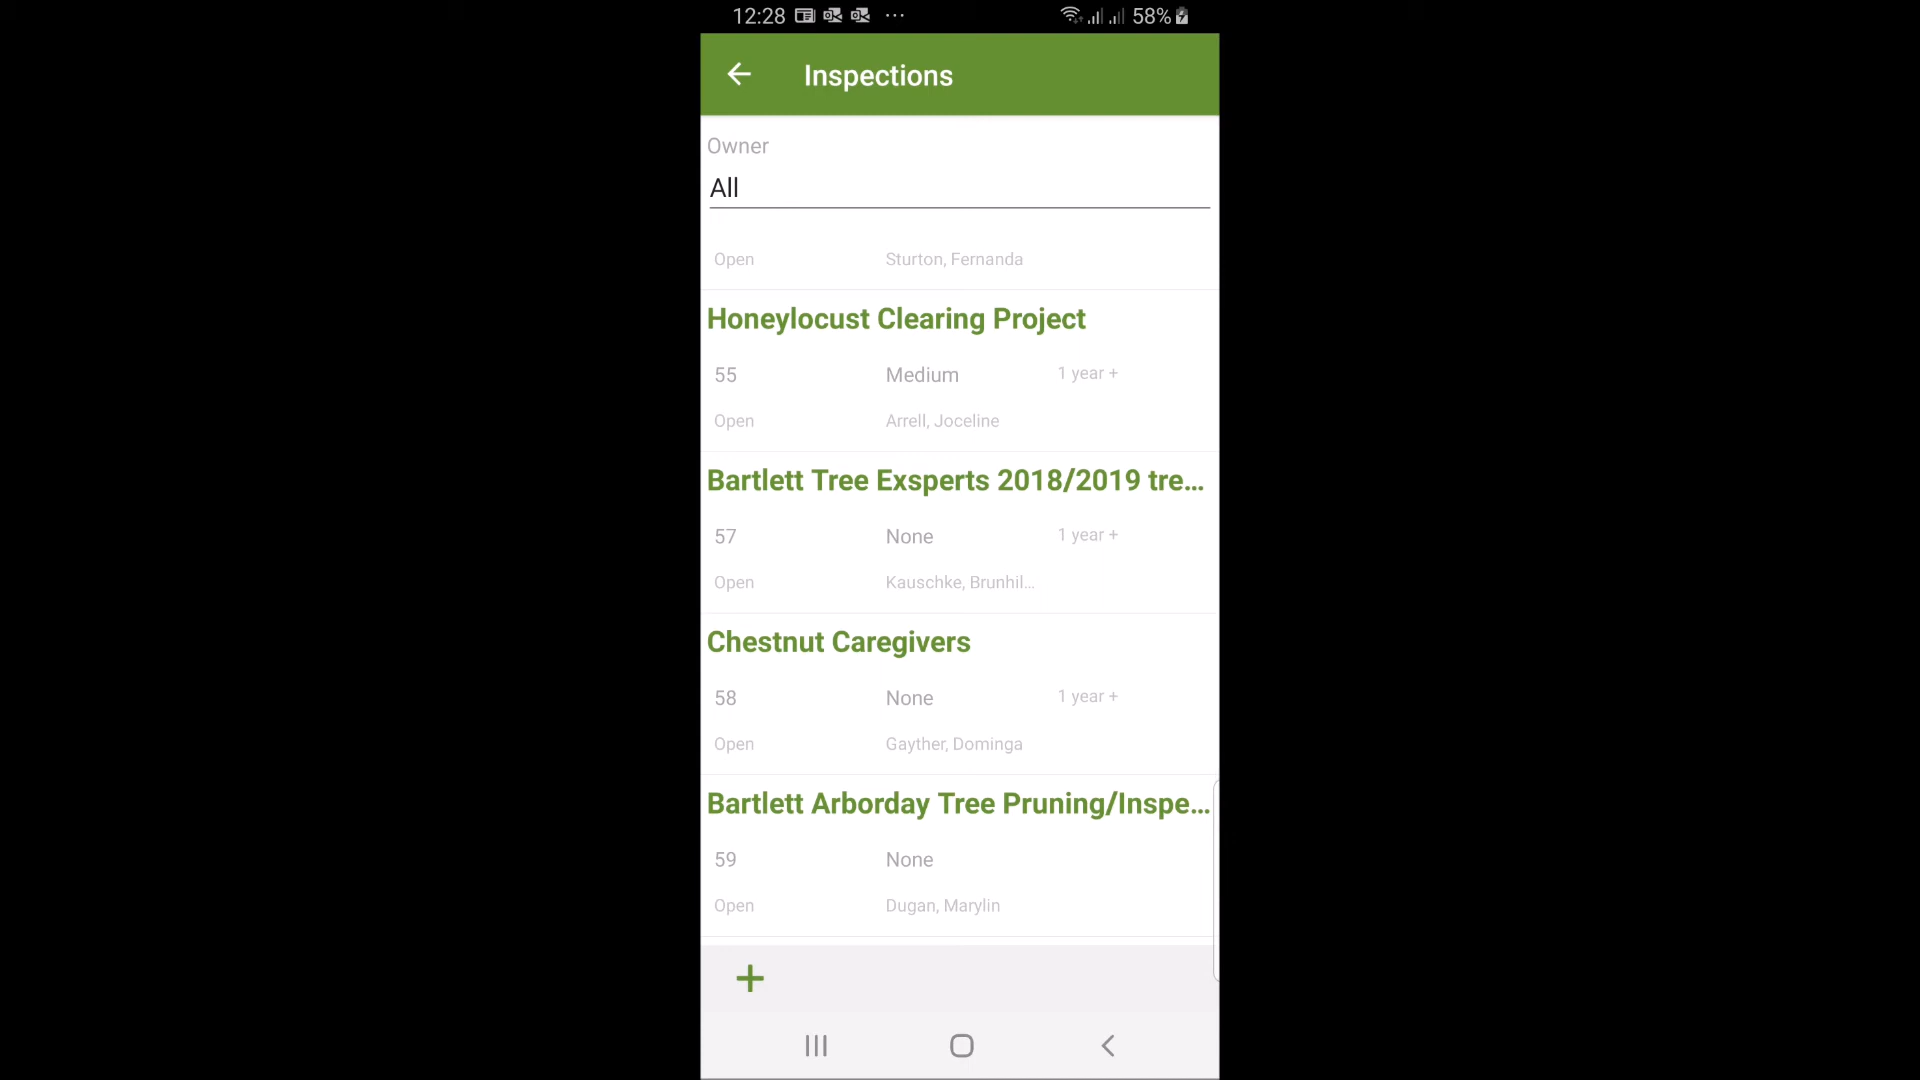 12:28 58%
Inspections
Owner
All
Open Sturton, Fernanda
Honeylocust Clearing Project
55 Medium 1 year +
Open Arrell, Joceline
Bartlett Tree Exsperts 2018/2019 tre...
57 None 1 year +
Open Kauschke, Brunhil...
Chestnut Caregivers
58 None 1 year +
Open Gayther, Dominga
Bartlett Arborday Tree Pruning/Inspe...
59 None
Open Dugan, Marylin